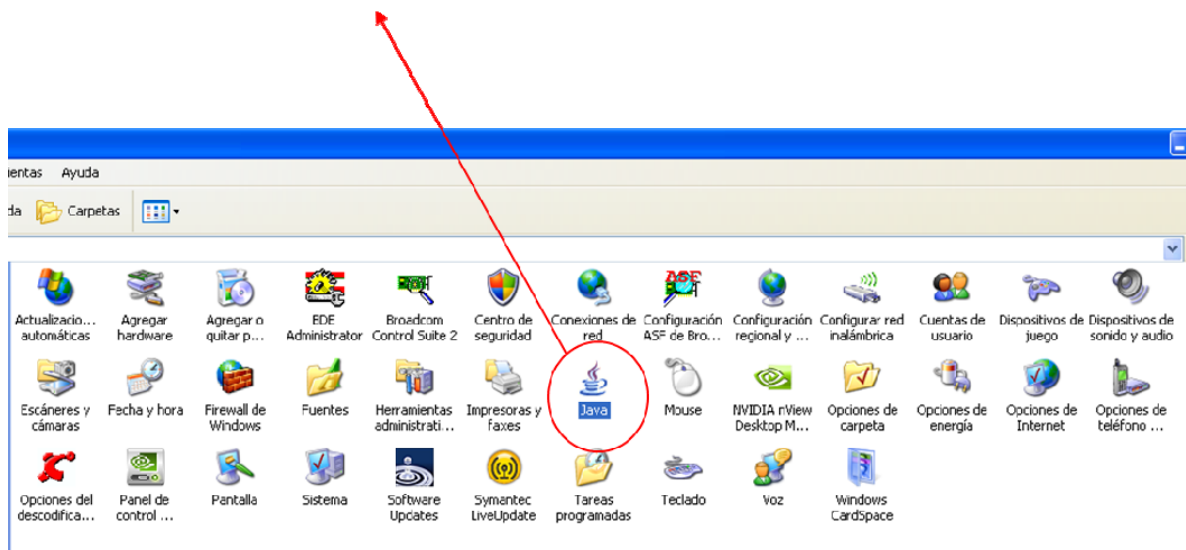 ientas Ayuda
da Carpetas
Actualizacio... automáticas
Agregar hardware
Agregar o quitar p...
BDE Administrator
Broadcom Control Suite 2
Centro de seguridad
Conexiones de red
Configuración ASF de Bro...
Configuración regional y ...
Configurar red inalámbrica
Cuentas de usuario
Dispositivos de juego
Dispositivos de sonido y audio
Escáneres y cámaras
Fecha y hora
Firewall de Windows
Fuentes
Herramientas administrati...
Impresoras y faxes
Java
Mouse
NVIDIA nView Desktop M...
Opciones de carpeta
Opciones de energía
Opciones de Internet
Opciones de teléfono ...
Opciones del descodifica...
Panel de control ...
Pantalla
Sistema
Software Updates
Symantec LiveUpdate
Tareas programadas
Teclado
Voz
Windows CardSpace